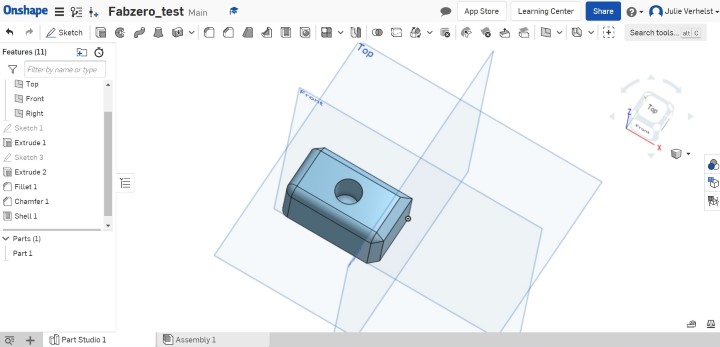 Onshape Fabzero_test Main App Store Learning Center Share Julie Verhelst
Sketch Search tools... alt C
Features (11)
Filter by name or type
Top
Front
Right
Sketch 1
Extrude 1
Sketch 3
Extrude 2
Fillet 1
Chamfer 1
Shell 1
Parts (1)
Part 1
Top
Front
Top
Front
Z
X
Part Studio 1 Assembly 1